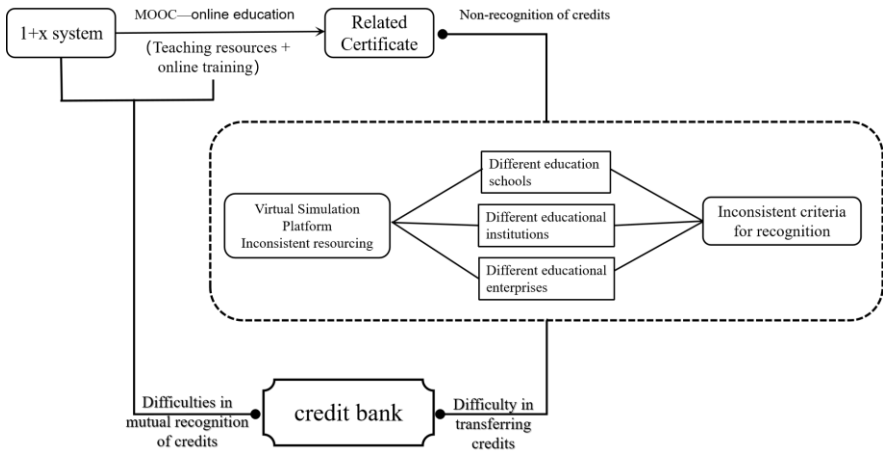 1+x system
MOOC—online education
(Teaching resources +
online training)
Related
Certificate
Non-recognition of credits
Virtual Simulation
Platform
Inconsistent resourcing
Different education
schools
Different educational
institutions
Different educational
enterprises
Inconsistent criteria
for recognition
Difficulties in
mutual recognition
of credits
credit bank
Difficulty in
transferring
credits